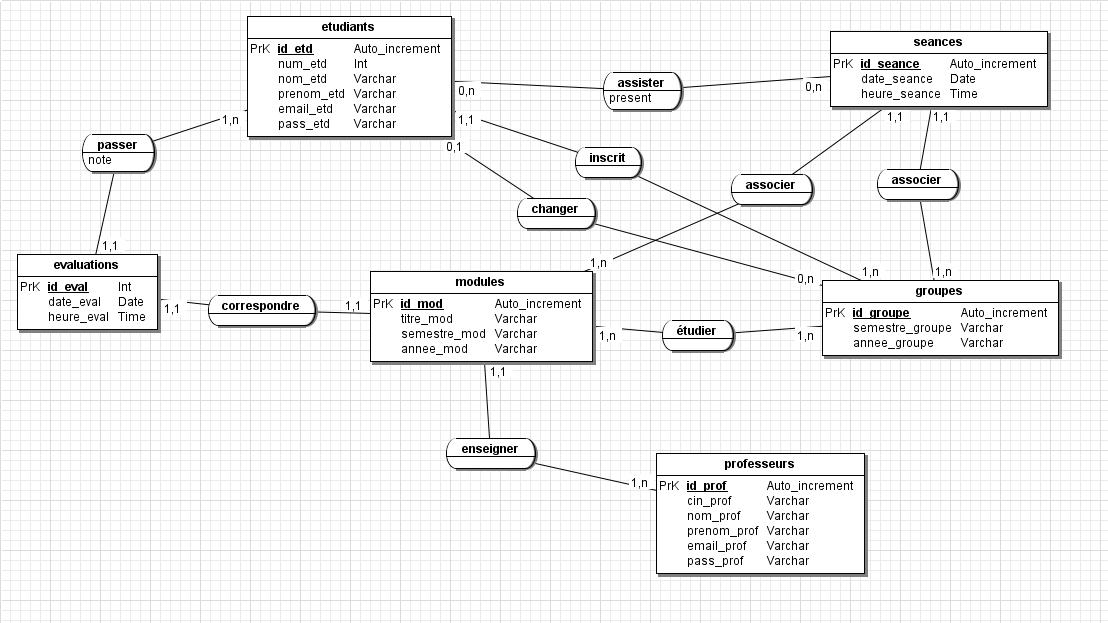 etudiants
PrK id_etd Auto_increment
num_etd Int
nom_etd Varchar
prenom_etd Varchar
email_etd Varchar
pass_etd Varchar
seances
PrK id_seance Auto_increment
date_seance Date
heure_seance Time
0,n
assister
present
0,n
1,n
1,1
0,1
1,1
1,1
passer
note
inscrit
associer
associer
changer
1,1
1,n
0,n
1,n
1,n
evaluations
PrK id_eval Int
date_eval Date
heure_eval Time
1,1
correspondre
1,1
modules
PrK id_mod Auto_increment
titre_mod Varchar
semestre_mod Varchar
annee_mod Varchar
1,n
étudier
1,n
groupes
PrK id_groupe Auto_increment
semestre_groupe Varchar
annee_groupe Varchar
1,1
enseigner
1,n
professeurs
PrK id_prof Auto_increment
cin_prof Varchar
nom_prof Varchar
prenom_prof Varchar
email_prof Varchar
pass_prof Varchar